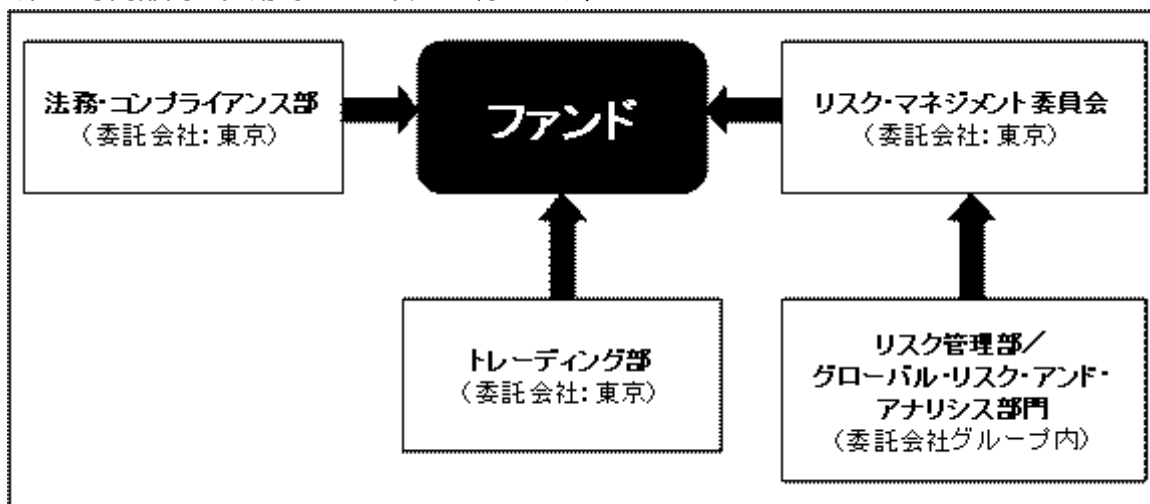 法務・コンプライアンス部
（委託会社：東京）
ファンド
リスク・マネジメント委員会
（委託会社：東京）
トレーディング部
（委託会社：東京）
リスク管理部／
グローバル・リスク・アンド・
アナリシス部門
（委託会社グループ内）